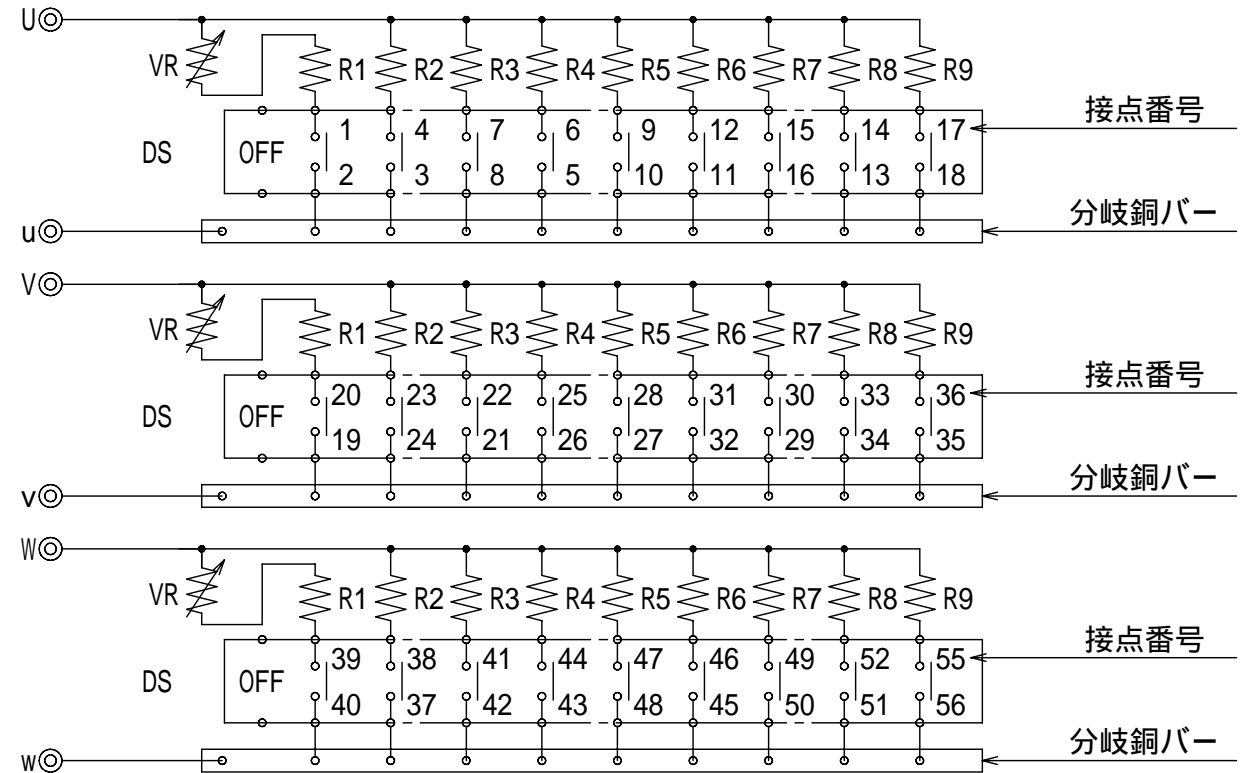 U
VR R1 R2 R3 R4 R5 R6 R7 R8 R9
接点番号
DS OFF 1 4 7 6 9 12 15 14 17
2 3 8 5 10 11 16 13 18
分岐銅バー
u
V
VR R1 R2 R3 R4 R5 R6 R7 R8 R9
接点番号
DS OFF 20 23 22 25 28 31 30 33 36
19 24 21 26 27 32 29 34 35
分岐銅バー
v
W
VR R1 R2 R3 R4 R5 R6 R7 R8 R9
接点番号
DS OFF 39 38 41 44 47 46 49 52 55
40 37 42 43 48 45 50 51 56
分岐銅バー
w